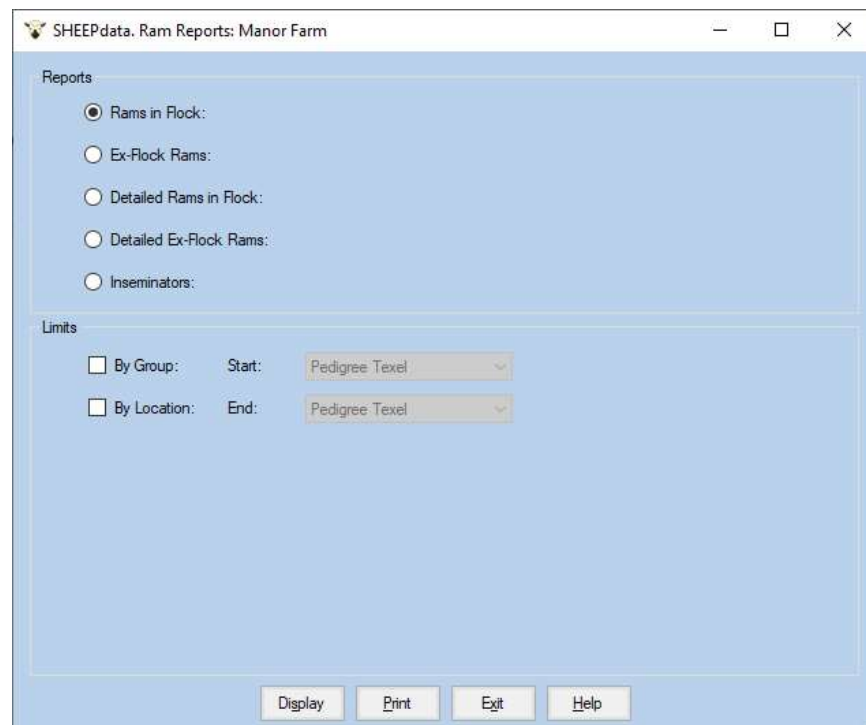 SHEEPdata. Ram Reports: Manor Farm
Reports
Rams in Flock:
Ex-Flock Rams:
Detailed Rams in Flock:
Detailed Ex-Flock Rams:
Inseminators:
Limits
By Group: Start: Pedigree Texel
By Location: End: Pedigree Texel
Display Print Exit Help